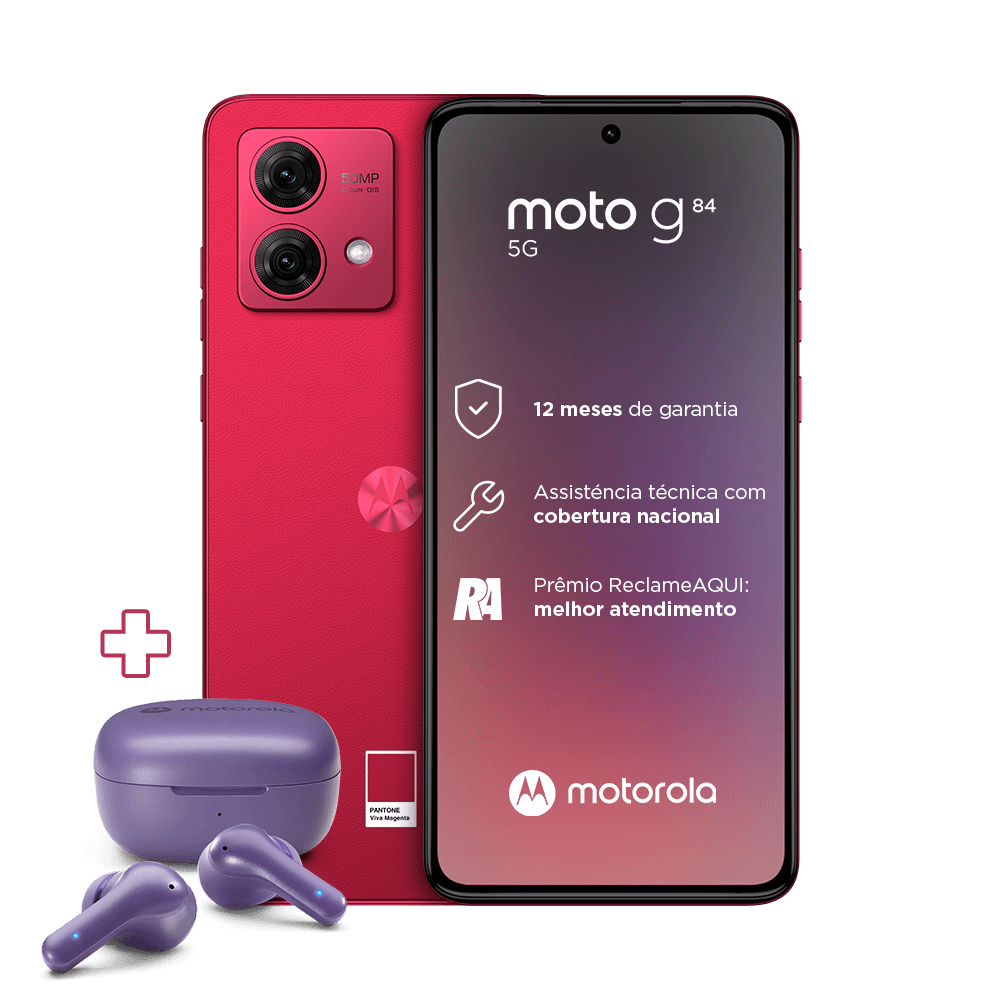 50MP
moto g 84
5G
12 meses de garantia
Assisténcia técnica com
cobertura nacional
RA
Prêmio ReclameAQUI:
melhor atendimento
motorola
motorola
PANTONE
Viva Magenta